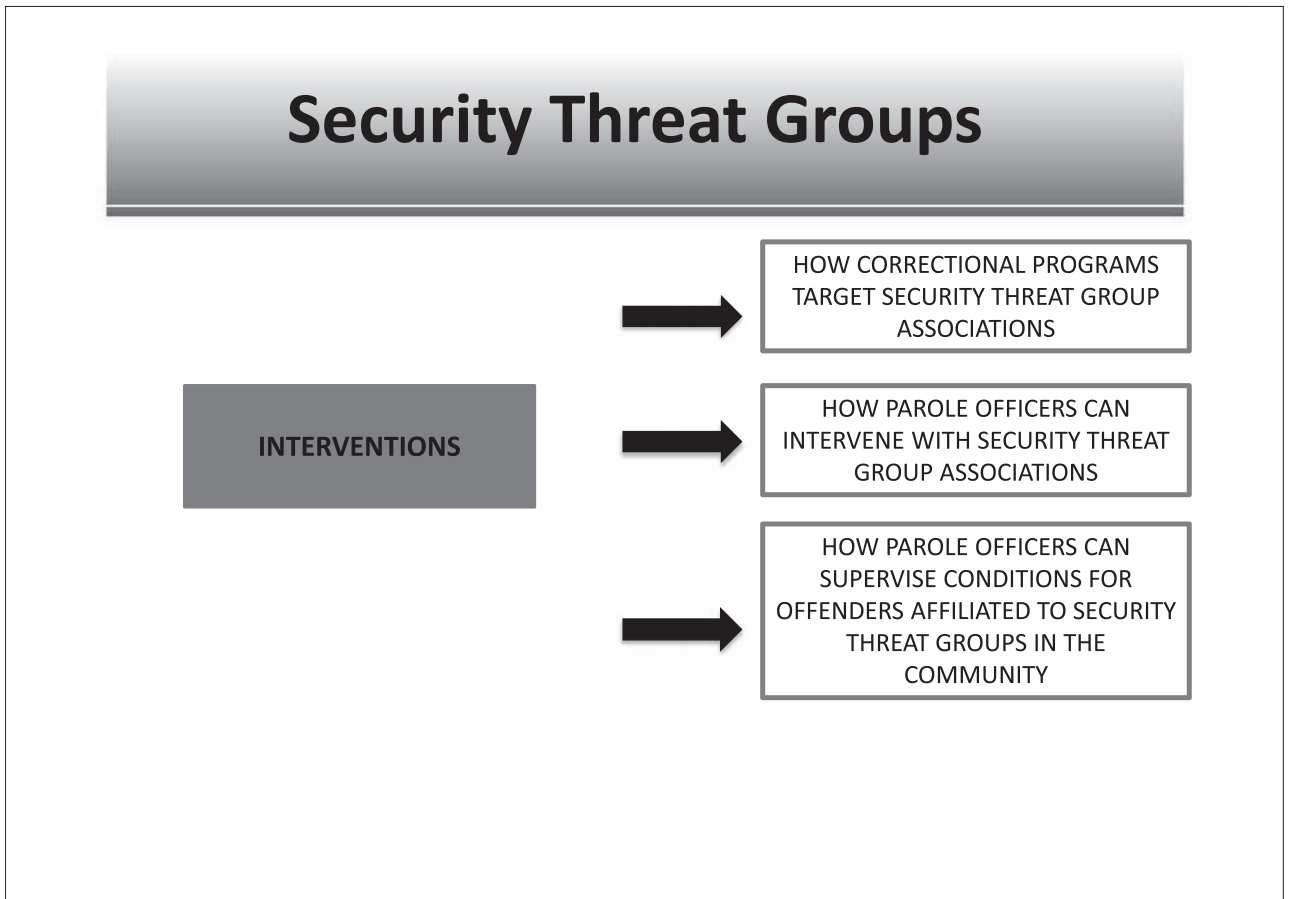 Security Threat Groups
HOW CORRECTIONAL PROGRAMS
TARGET SECURITY THREAT GROUP
ASSOCIATIONS
INTERVENTIONS
HOW PAROLE OFFICERS CAN
INTERVENE WITH SECURITY THREAT
GROUP ASSOCIATIONS
HOW PAROLE OFFICERS CAN
SUPERVISE CONDITIONS FOR
OFFENDERS AFFILIATED TO SECURITY
THREAT GROUPS IN THE
COMMUNITY